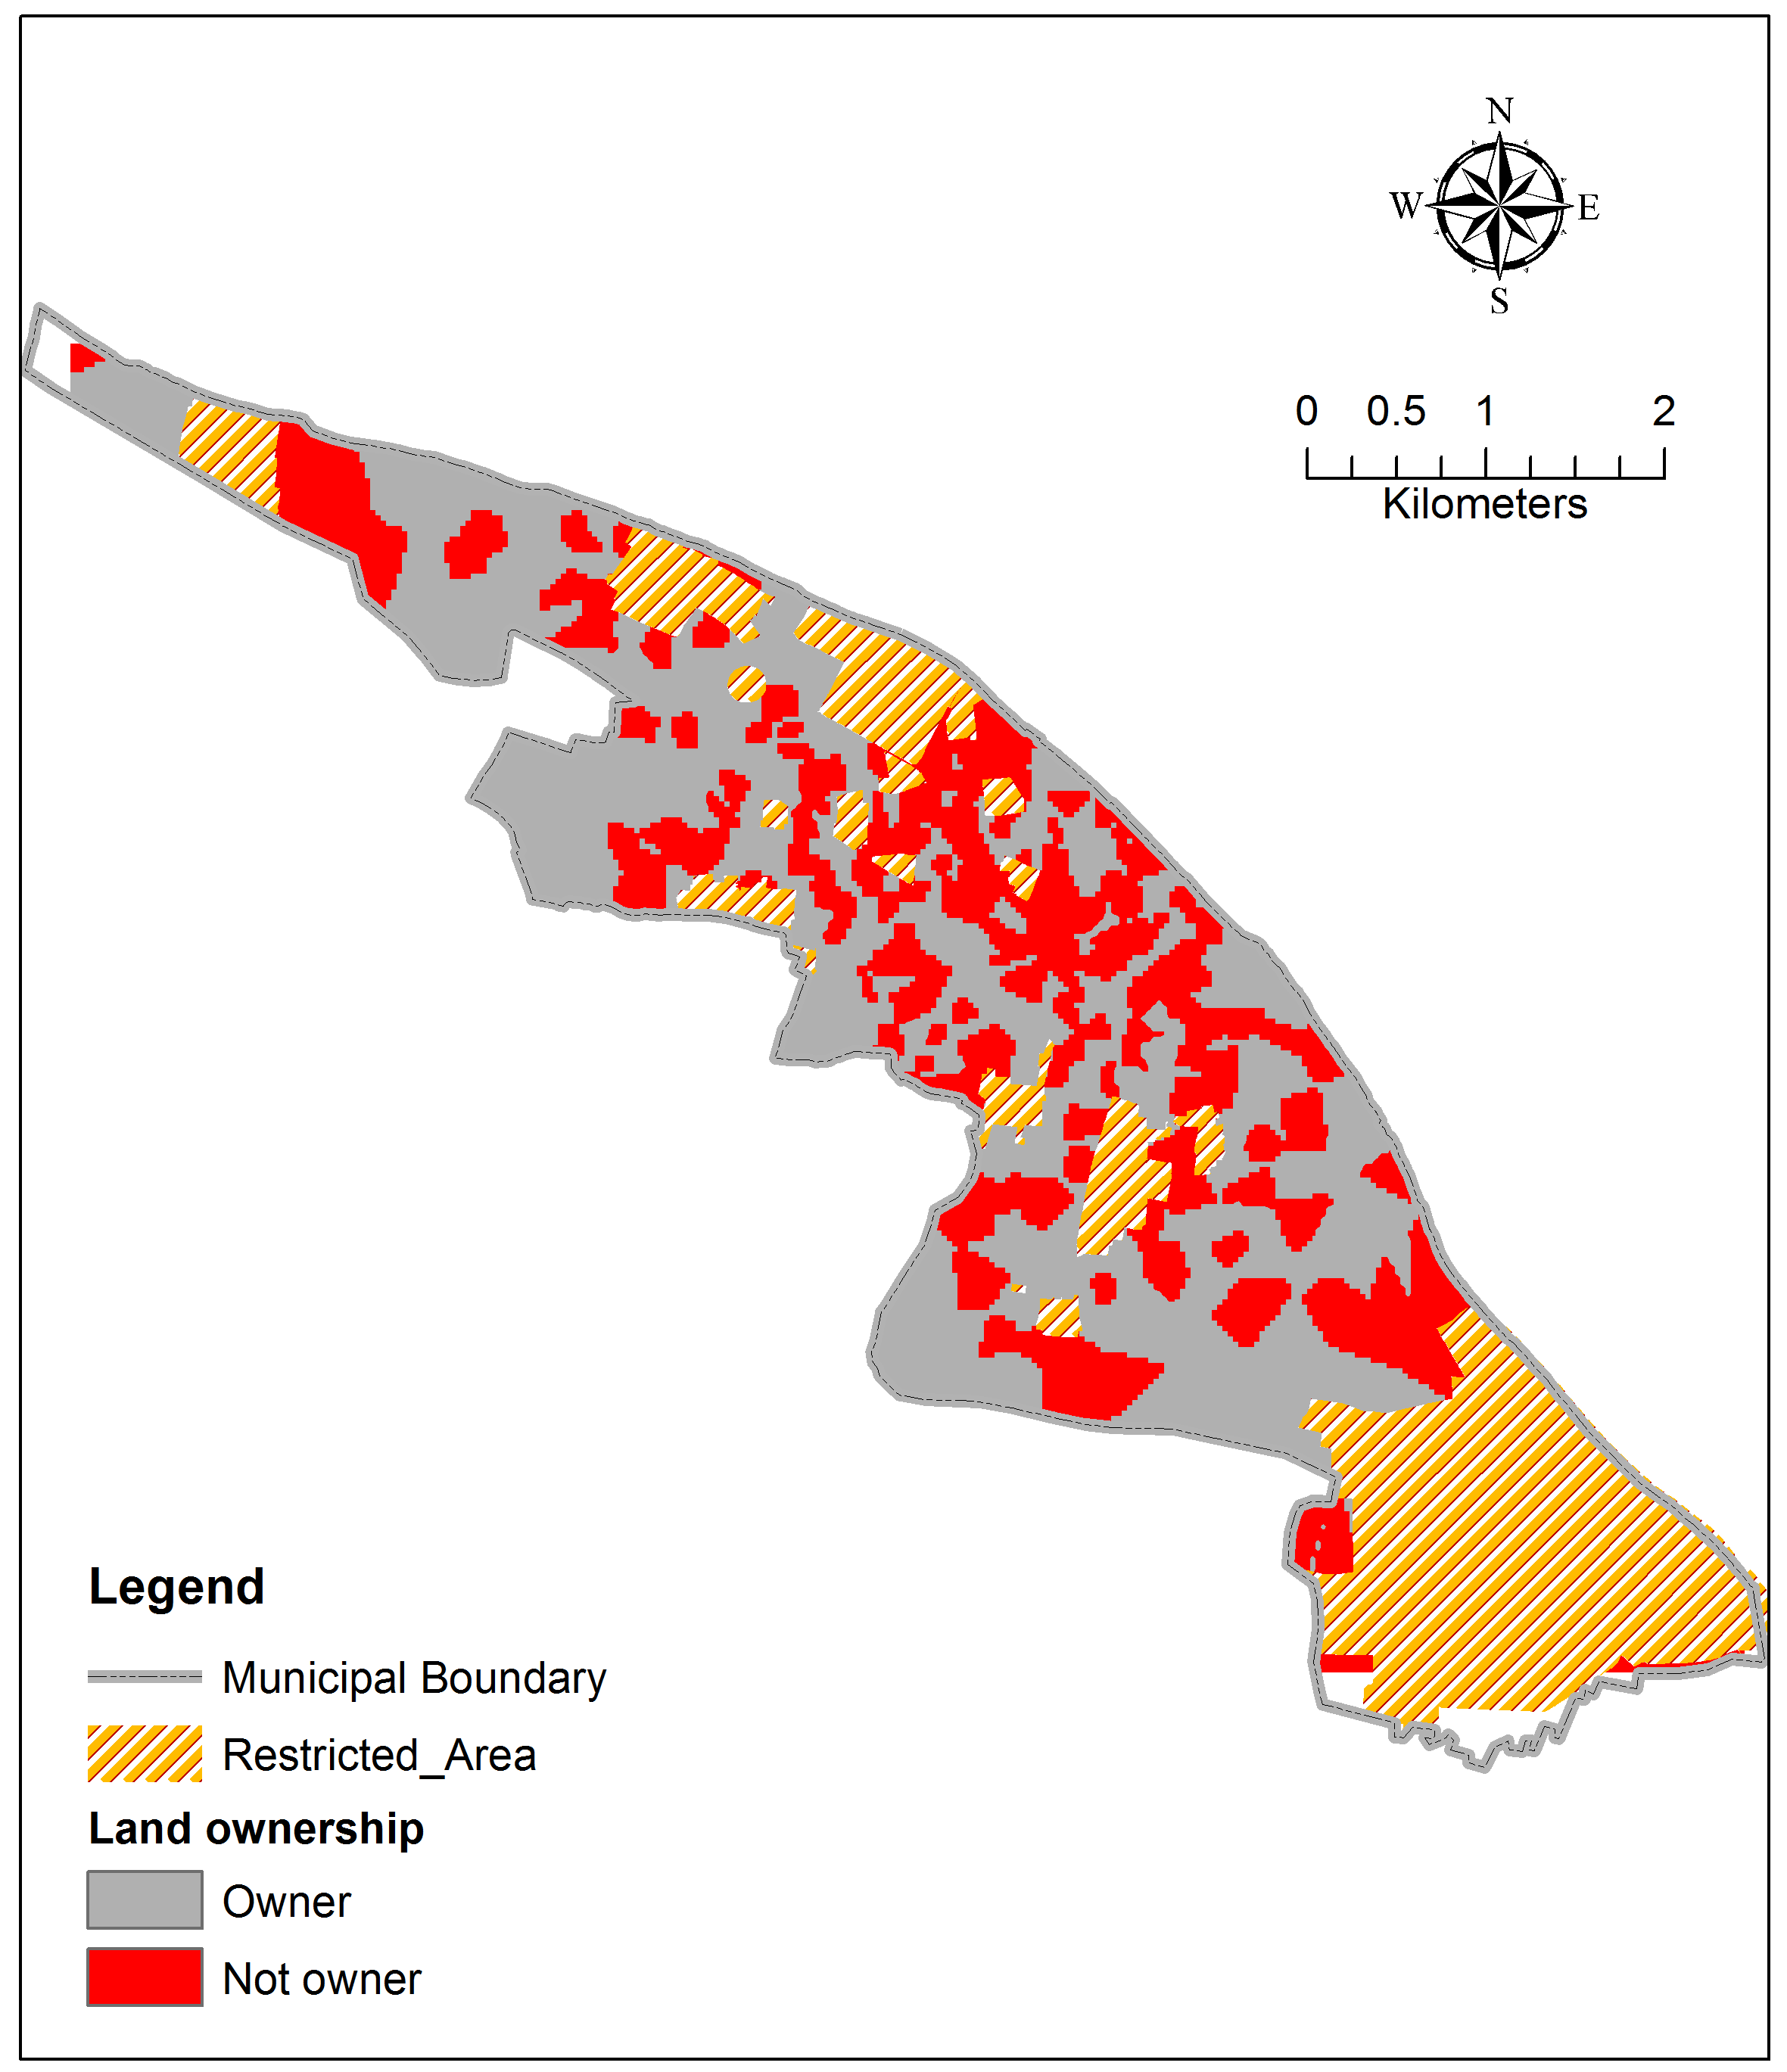 N
W E
S
0 0.5 1 2
Kilometers
Legend
Municipal Boundary
Restricted_Area
Land ownership
Owner
Not owner